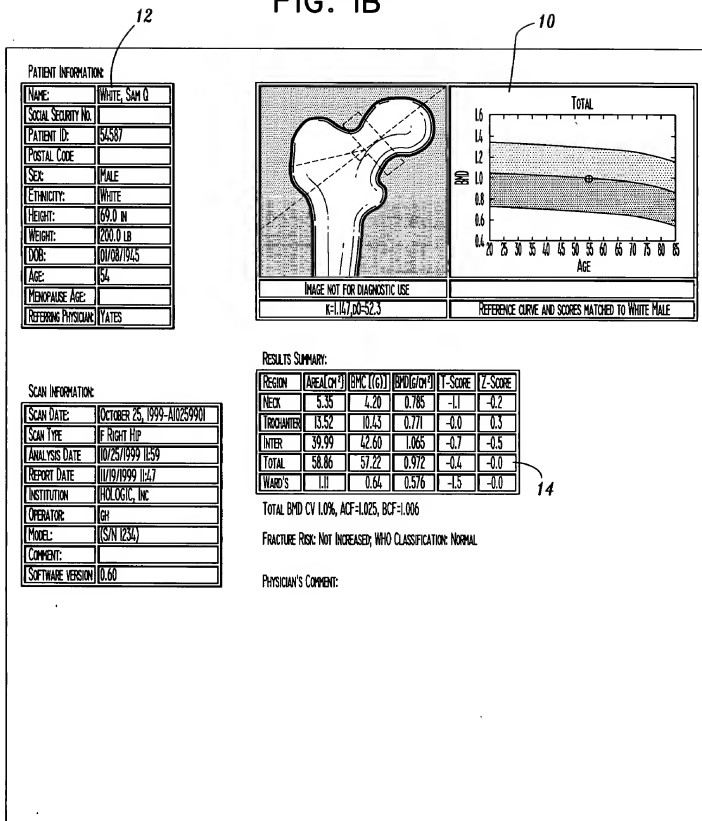 FIG. 1B
12
10
PATIENT INFORMATION:
NAME: WHITE, SAM Q
SOCIAL SECURITY NO.
PATIENT ID: 54587
POSTAL CODE
SEX: MALE
ETHNICITY: WHITE
HEIGHT: 69.0 IN
WEIGHT: 200.0 LB
DOB: 01/08/1945
AGE: 54
MENOPAUSE AGE:
REFERRING PHYSICIAN: YATES
TOTAL
1.6
1.4
1.2
1.0
0.8
0.6
0.4
BMD
20 25 30 35 40 45 50 55 60 65 70 75 80 85
AGE
IMAGE NOT FOR DIAGNOSTIC USE
K=1.147,D0=52.3
REFERENCE CURVE AND SCORES MATCHED TO WHITE MALE
SCAN INFORMATION:
SCAN DATE: OCTOBER 25, 1999-A10259901
SCAN TYPE F RIGHT HIP
ANALYSIS DATE 10/25/1999 11:59
REPORT DATE 11/19/1999 11:47
INSTITUTION HOLOGIC, INC
OPERATOR: GH
MODEL: (S/N 1234)
COMMENT:
SOFTWARE VERSION 0.60
RESULTS SUMMARY:
REGION AREA[CM²] BMC [(G)] BMD[G/CM²] T-SCORE Z-SCORE
NECK 5.35 4.20 0.785 -1.1 -0.2
TROCHANTER 13.52 10.43 0.771 -0.0 0.3
INTER 39.99 42.60 1.065 -0.7 -0.5
TOTAL 58.86 57.22 0.972 -0.4 -0.0
WARD'S 1.11 0.64 0.576 -1.5 -0.0
14
TOTAL BMD CV 1.0%, ACF=1.025, BCF=1.006
FRACTURE RISK: NOT INCREASED; WHO CLASSIFICATION: NORMAL
PHYSICIAN'S COMMENT: